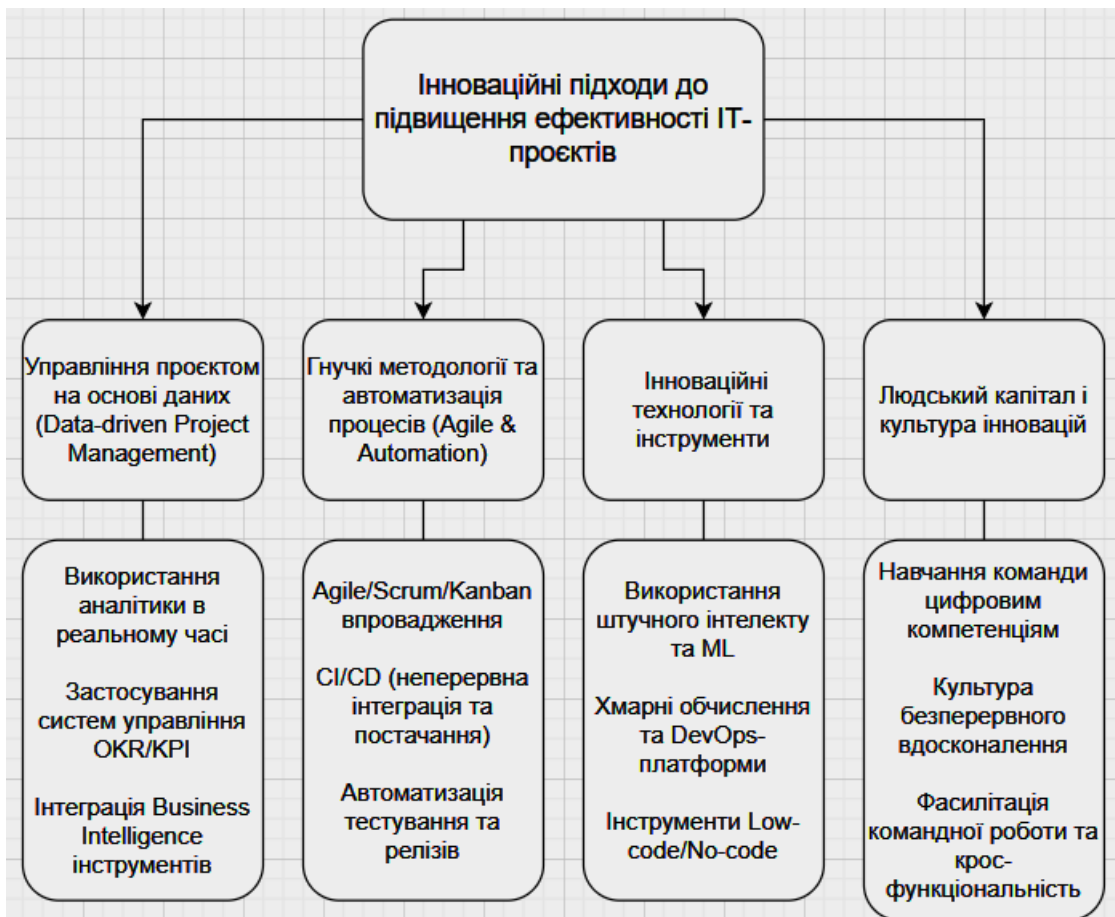 Інноваційні підходи до
підвищення ефективності ІТ-
проєктів
Управління проєктом
на основі даних
(Data-driven Project
Management)
Гнучкі методології та
автоматизація
процесів (Agile &
Automation)
Інноваційні
технології та
інструменти
Людський капітал і
культура інновацій
Використання
аналітики в
реальному часі
Застосування
систем управління
OKR/KPI
Інтеграція Business
Intelligence
інструментів
Agile/Scrum/Kanban
впровадження
CI/CD (неперервна
інтеграція та
постачання)
Автоматизація
тестування та
релізів
Використання
штучного інтелекту
та ML
Хмарні обчислення
та DevOps-
платформи
Інструменти Low-
code/No-code
Навчання команди
цифровим
компетенціям
Культура
безперервного
вдосконалення
Фасилітація
командної роботи та
крос-
функціональність